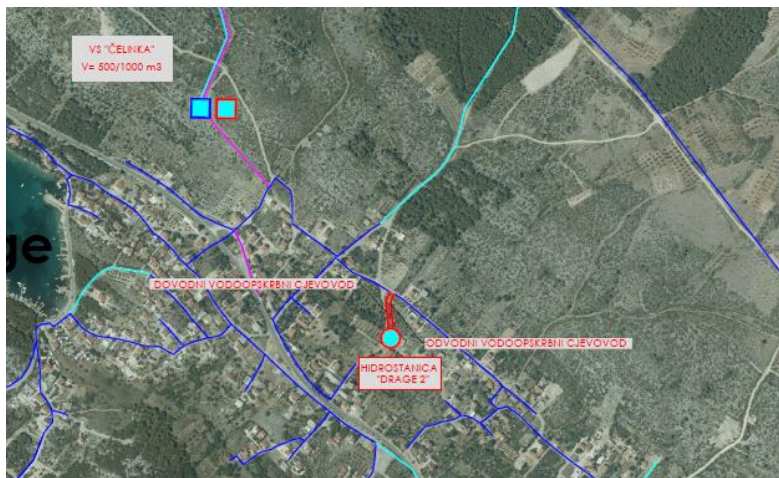 VS "ČELINKA"
V= 500/1000 m3
ge
DOVODNI VODOOPSKRBNI CJEVOVOD
ODVODNI VODOOPSKRBNI CJEVOVOD
HIDROSTANICA
"DRAGE 2"